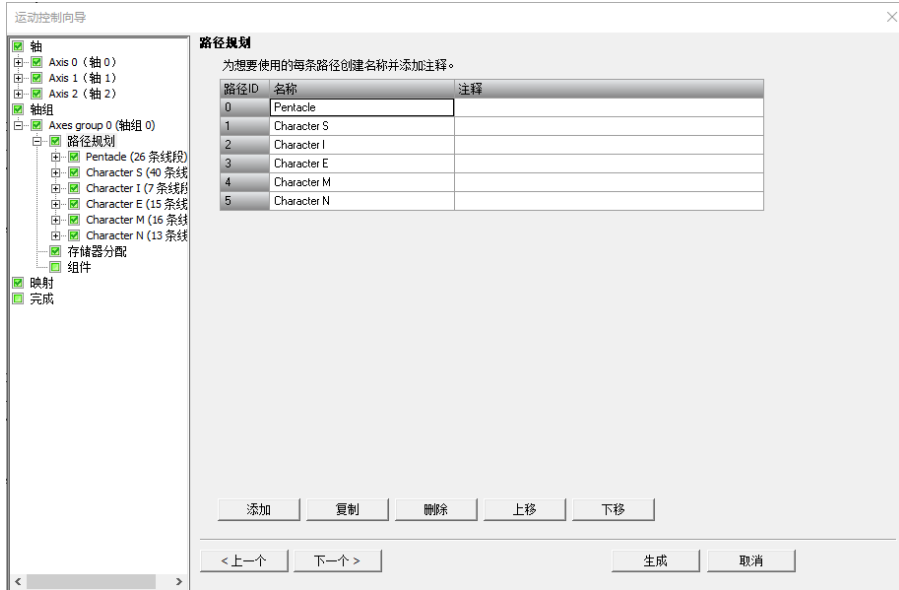 运动控制向导
轴
Axis 0（轴 0）
Axis 1（轴 1）
Axis 2（轴 2）
轴组
Axes group 0 (轴组 0)
路径规划
Pentacle (26 条线段)
Character S (40 条线
Character I (7 条线段
Character E (15 条线
Character M (16 条线
Character N (13 条线
存储器分配
组件
映射
完成
路径规划
为想要使用的每条路径创建名称并添加注释。
路径ID 名称 注释
0 Pentacle
1 Character S
2 Character I
3 Character E
4 Character M
5 Character N
添加 复制 删除 上移 下移
< 上一个 下一个 > 生成 取消